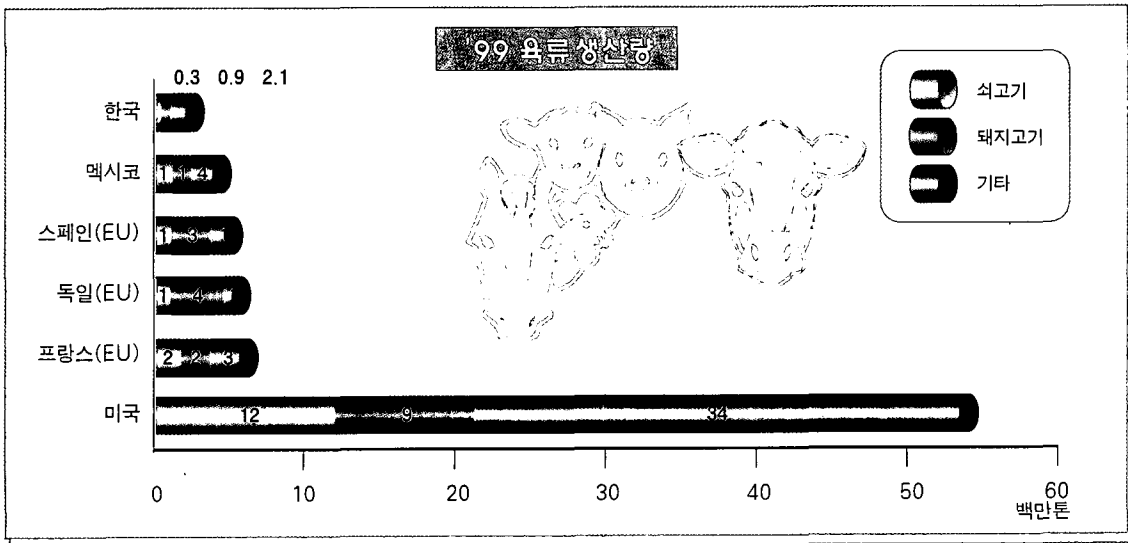 '99 육류 생산량
0.3 0.9 2.1
한국
멕시코 1 1 4
스페인(EU) 1 3
독일(EU) 1 4
프랑스(EU) 2 2 3
미국 12 9 34
0 10 20 30 40 50 60
백만톤
쇠고기
돼지고기
기타